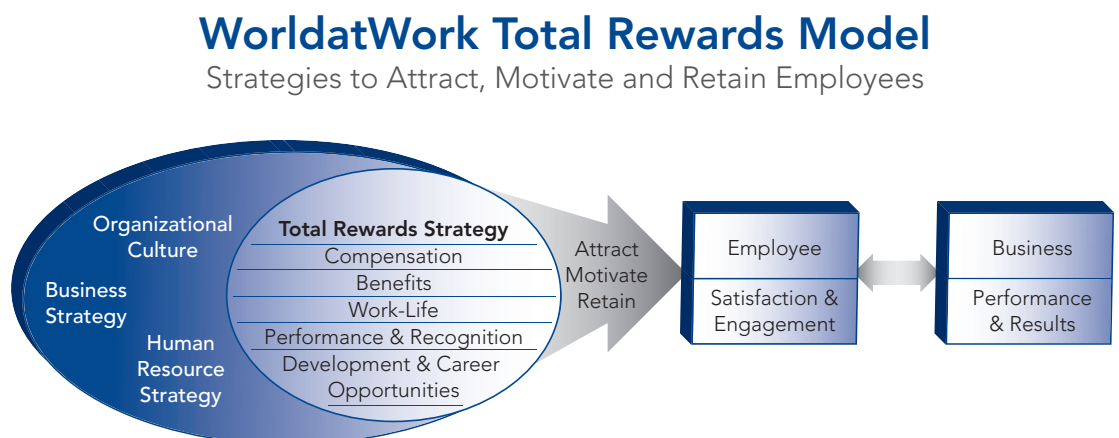 WorldatWork Total Rewards Model
Strategies to Attract, Motivate and Retain Employees
Organizational
Culture
Business
Strategy
Human
Resource
Strategy
Total Rewards Strategy
Compensation
Benefits
Work-Life
Performance & Recognition
Development & Career
Opportunities
Attract
Motivate
Retain
Employee
Satisfaction &
Engagement
Business
Performance
& Results